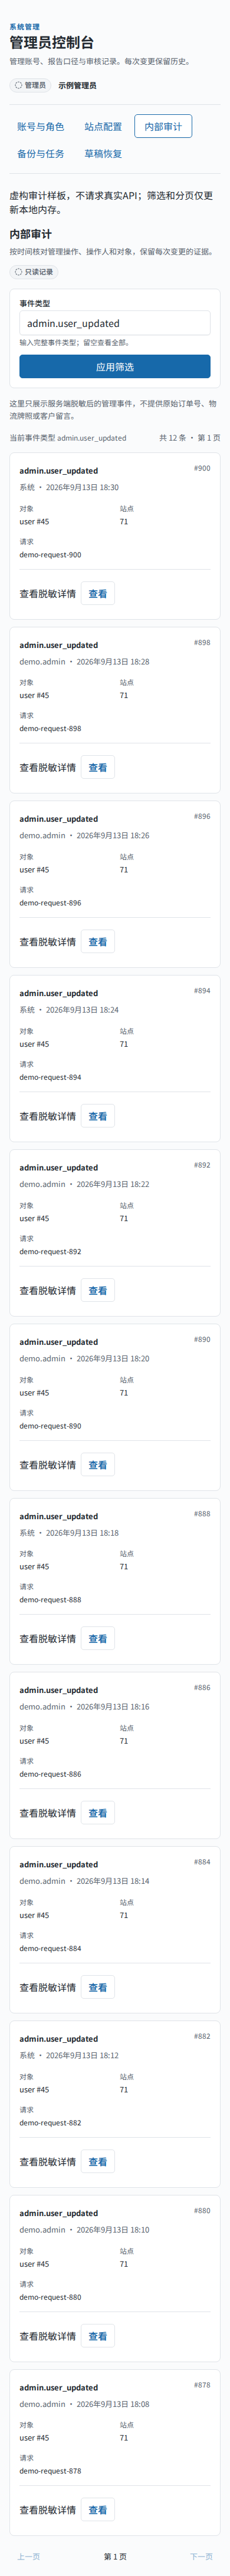 系统管理
管理员控制台
管理账号、报告口径与审核记录。每次变更保留历史。
管理员 示例管理员
账号与角色 站点配置 内部审计
备份与任务 草稿恢复
虚构审计样板，不请求真实API；筛选和分页仅更
新本地内存。
内部审计
按时间核对管理操作、操作人和对象，保留每次变更的证据。
只读记录
事件类型
admin.user_updated
输入完整事件类型；留空查看全部。
应用筛选
这里只展示服务端脱敏后的管理事件，不提供原始订单号、物
流牌照或客户留言。
当前事件类型 admin.user_updated 共 12 条 · 第 1 页
admin.user_updated #900
系统 · 2026年9月13日 18:30
对象 站点
user #45 71
请求
demo-request-900
查看脱敏详情 查看
admin.user_updated #898
demo.admin · 2026年9月13日 18:28
对象 站点
user #45 71
请求
demo-request-898
查看脱敏详情 查看
admin.user_updated #896
demo.admin · 2026年9月13日 18:26
对象 站点
user #45 71
请求
demo-request-896
查看脱敏详情 查看
admin.user_updated #894
系统 · 2026年9月13日 18:24
对象 站点
user #45 71
请求
demo-request-894
查看脱敏详情 查看
admin.user_updated #892
demo.admin · 2026年9月13日 18:22
对象 站点
user #45 71
请求
demo-request-892
查看脱敏详情 查看
admin.user_updated #890
demo.admin · 2026年9月13日 18:20
对象 站点
user #45 71
请求
demo-request-890
查看脱敏详情 查看
admin.user_updated #888
系统 · 2026年9月13日 18:18
对象 站点
user #45 71
请求
demo-request-888
查看脱敏详情 查看
admin.user_updated #886
demo.admin · 2026年9月13日 18:16
对象 站点
user #45 71
请求
demo-request-886
查看脱敏详情 查看
admin.user_updated #884
demo.admin · 2026年9月13日 18:14
对象 站点
user #45 71
请求
demo-request-884
查看脱敏详情 查看
admin.user_updated #882
系统 · 2026年9月13日 18:12
对象 站点
user #45 71
请求
demo-request-882
查看脱敏详情 查看
admin.user_updated #880
demo.admin · 2026年9月13日 18:10
对象 站点
user #45 71
请求
demo-request-880
查看脱敏详情 查看
admin.user_updated #878
demo.admin · 2026年9月13日 18:08
对象 站点
user #45 71
请求
demo-request-878
查看脱敏详情 查看
上一页 第 1 页 下一页